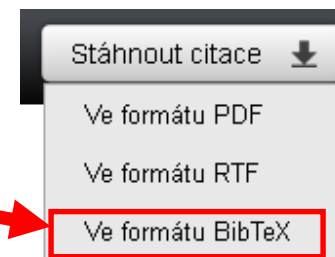 Stáhnout citace
Ve formátu PDF
Ve formátu RTF
Ve formátu BibTeX